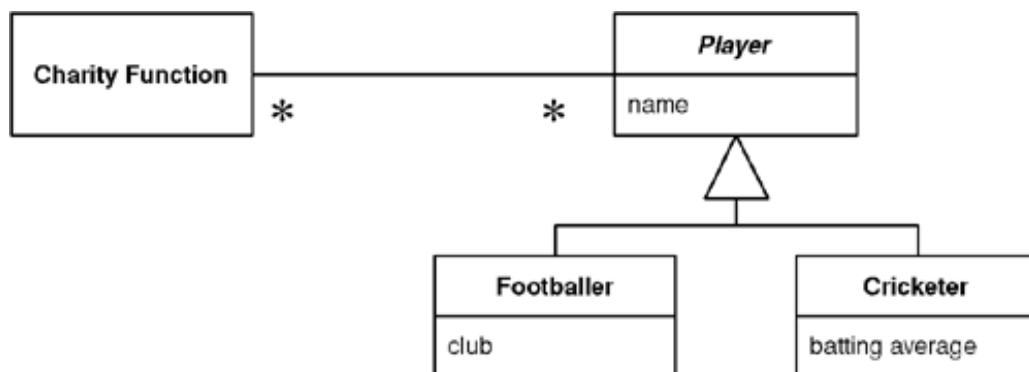 Player
Charity Function
* *
name
Footballer
Cricketer
club
batting average